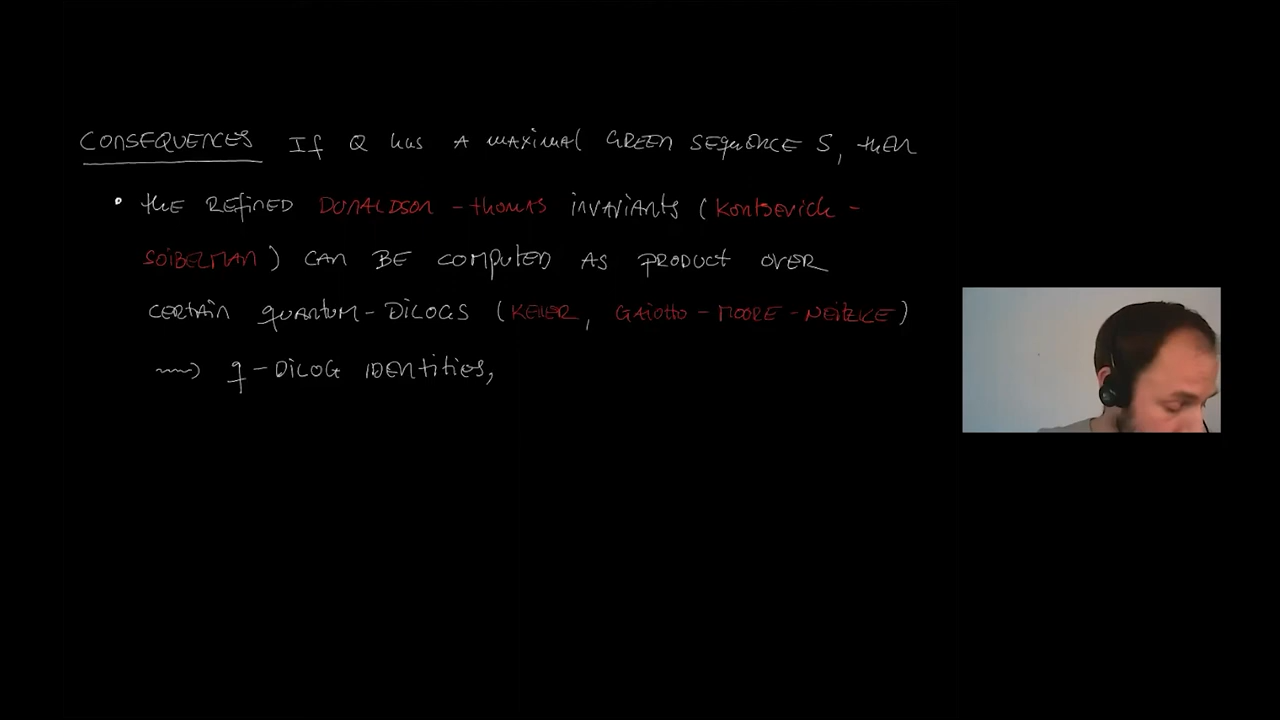 CONSEQUENCES If Q has a maximal green sequence S, then
• the refined Donaldson-Thomas invariants (Kontsevich-
Soibelman) can be computed as product over
certain quantum-dilogs (Keller, Gaiotto-Moore-Neitzke)
⟿ q-dilog identities,